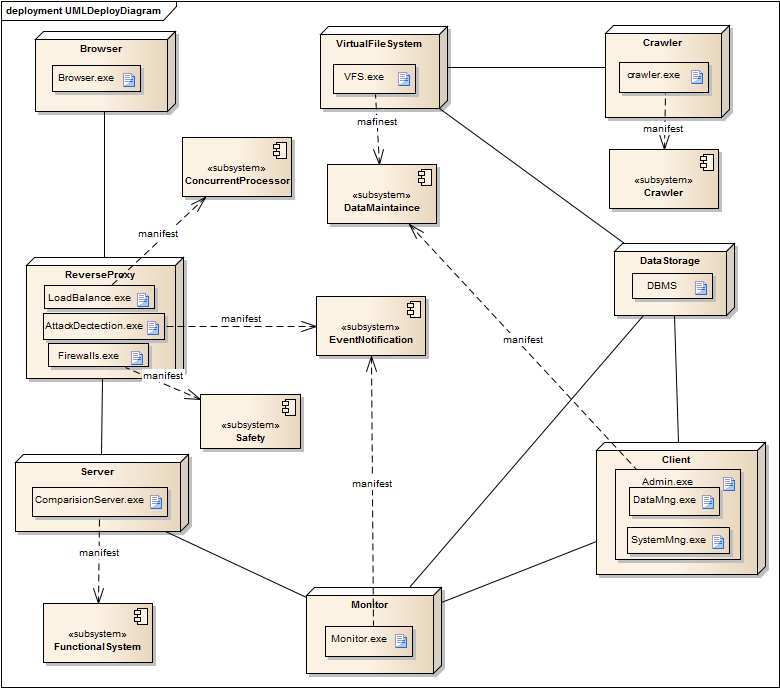 deployment UMLDeployDiagram
Browser
Browser.exe
VirtualFileSystem
VFS.exe
Crawler
crawler.exe
mafinest
manifest
«subsystem»
ConcurrentProcessor
«subsystem»
DataMaintaince
«subsystem»
Crawler
manifest
ReverseProxy
LoadBalance.exe
AttackDectection.exe
Firewalls.exe
manifest
manifest
«subsystem»
EventNotification
DataStorage
DBMS
manifest
«subsystem»
Safety
Server
ComparisionServer.exe
manifest
manifest
Client
Admin.exe
DataMng.exe
SystemMng.exe
«subsystem»
FunctionalSystem
Monitor
Monitor.exe